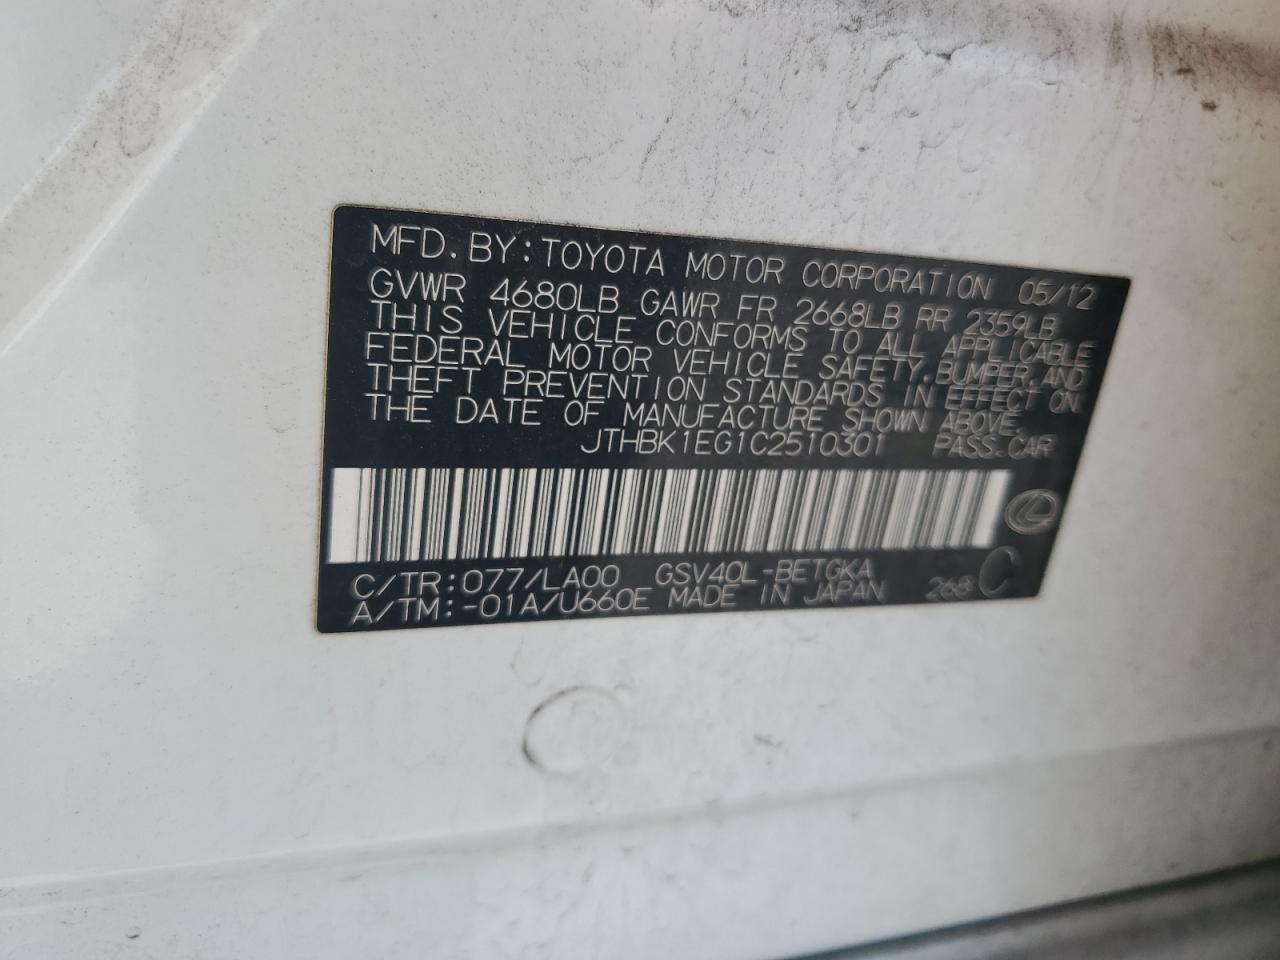 MFD. BY: TOYOTA MOTOR CORPORATION 05/12
GVWR 4680LB GAWR FR 2668LB RR 2359LB
THIS VEHICLE CONFORMS TO ALL APPLICABLE
FEDERAL MOTOR VEHICLE SAFETY, BUMPER, AND
THEFT PREVENTION STANDARDS IN EFFECT ON
THE DATE OF MANUFACTURE SHOWN ABOVE.
JTHBK1EG1C2510301 PASS.CAR
C/TR:077/LA00 GSV40L-BETGKA
A/TM:-01A/U660E MADE IN JAPAN 268 C